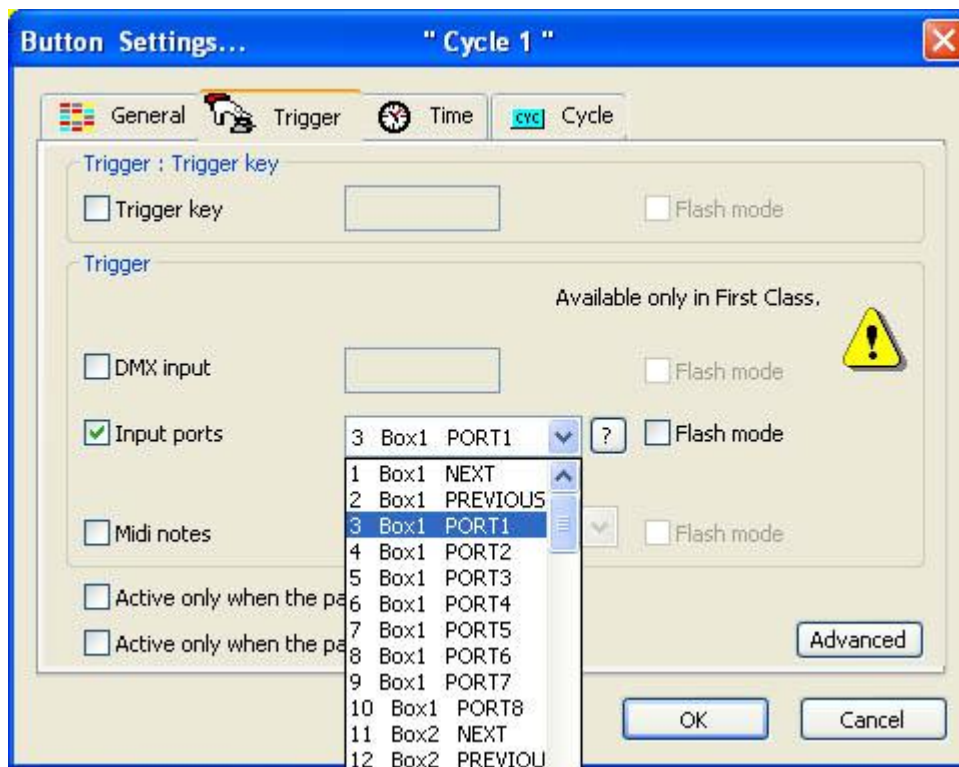 Button Settings... " Cycle 1 "
General Trigger Time CYC Cycle
Trigger : Trigger key
Trigger key Flash mode
Trigger
Available only in First Class.
DMX input Flash mode
Input ports 3 Box1 PORT1 ? Flash mode
1 Box1 NEXT
2 Box1 PREVIOUS
3 Box1 PORT1
Midi notes Flash mode
4 Box1 PORT2
5 Box1 PORT3
Active only when the pa
6 Box1 PORT4
7 Box1 PORT5
Active only when the pa
8 Box1 PORT6
Advanced
9 Box1 PORT7
10 Box1 PORT8
11 Box2 NEXT
12 Box2 PREVIOU
OK Cancel